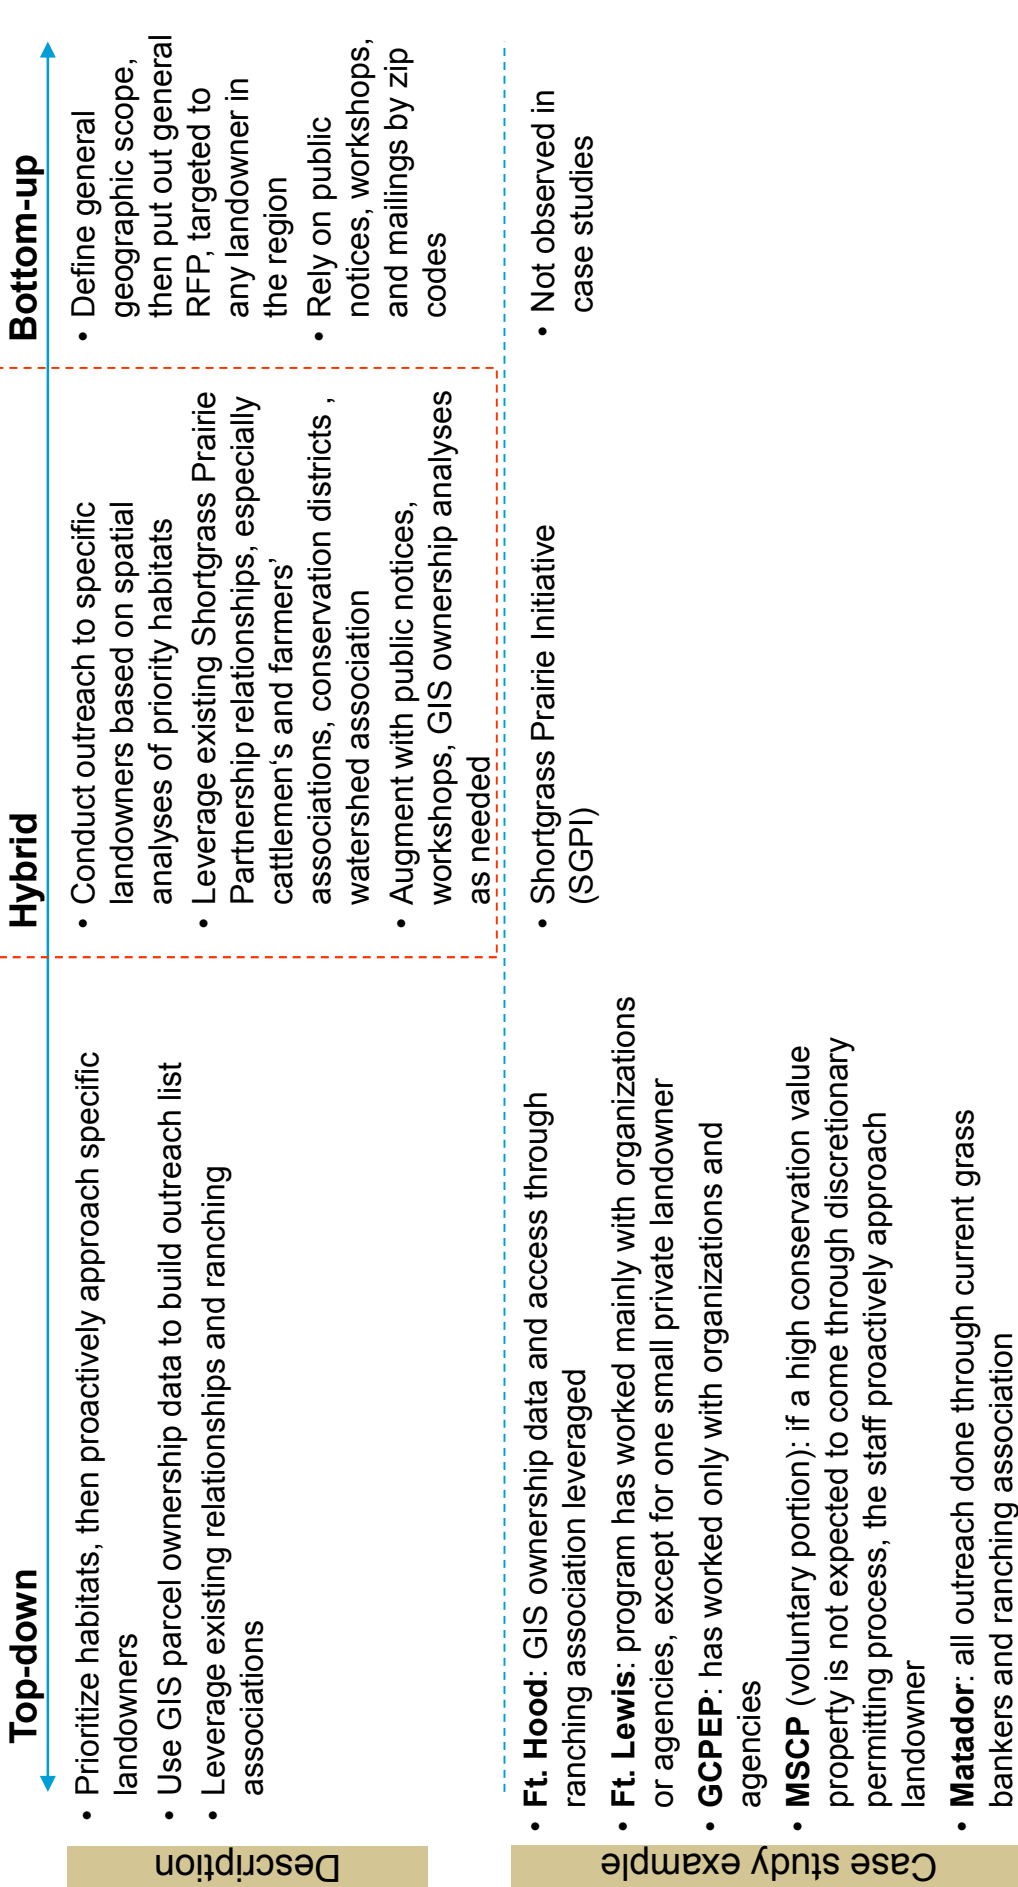 Top-down
Hybrid
Bottom-up
Description
• Prioritize habitats, then proactively approach specific
landowners
• Use GIS parcel ownership data to build outreach list
• Leverage existing relationships and ranching
associations
• Conduct outreach to specific
landowners based on spatial
analyses of priority habitats
• Leverage existing Shortgrass Prairie
Partnership relationships, especially
cattlemen‘s and farmers’
associations, conservation districts ,
watershed association
• Augment with public notices,
workshops, GIS ownership analyses
as needed
• Define general
geographic scope,
then put out general
RFP, targeted to
any landowner in
the region
• Rely on public
notices, workshops,
and mailings by zip
codes
Case study example
• Ft. Hood: GIS ownership data and access through
ranching association leveraged
• Ft. Lewis: program has worked mainly with organizations
or agencies, except for one small private landowner
• GCPEP: has worked only with organizations and
agencies
• MSCP (voluntary portion): if a high conservation value
property is not expected to come through discretionary
permitting process, the staff proactively approach
landowner
• Matador: all outreach done through current grass
bankers and ranching association
• Shortgrass Prairie Initiative
(SGPI)
• Not observed in
case studies